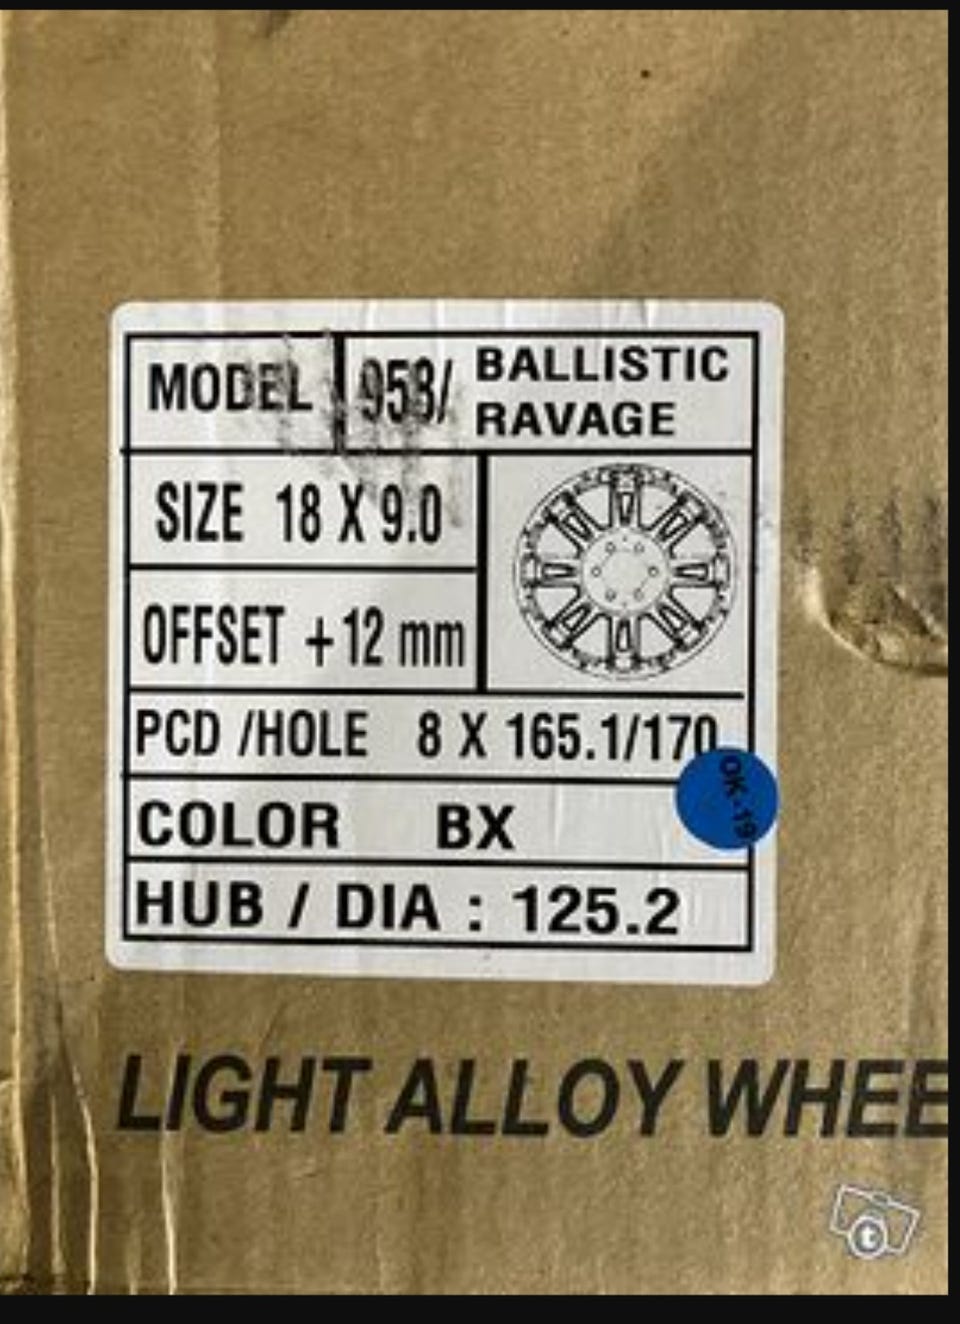 MODEL 958/ BALLISTIC
RAVAGE
SIZE 18 X 9.0
OFFSET +12 mm
PCD /HOLE 8 X 165.1/170
OK-19
COLOR BX
HUB / DIA : 125.2
LIGHT ALLOY WHEE
t